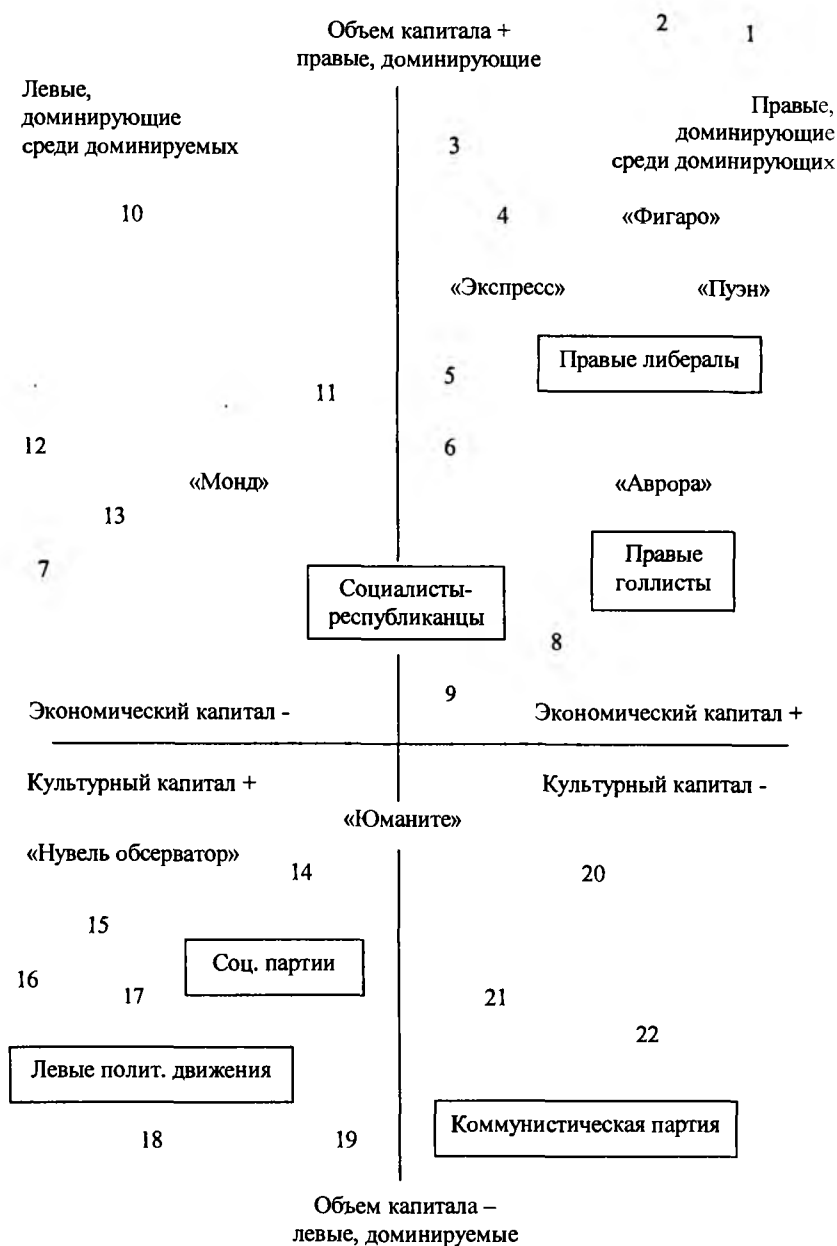 Объем капитала +
правые, доминирующие
2
1
Левые,
доминирующие
среди доминируемых
Правые,
доминирующие
среди доминирующих
3
10
4
«Фигаро»
«Экспресс»
«Пуэн»
Правые либералы
5
11
12
6
«Монд»
«Аврора»
13
7
Правые
голлисты
Социалисты-
республиканцы
8
9
Экономический капитал -
Экономический капитал +
Культурный капитал +
Культурный капитал -
«Юманите»
«Нувель обсерватор»
14
20
15
Соц. партии
16
17
21
22
Левые полит. движения
Коммунистическая партия
18
19
Объем капитала –
левые, доминируемые